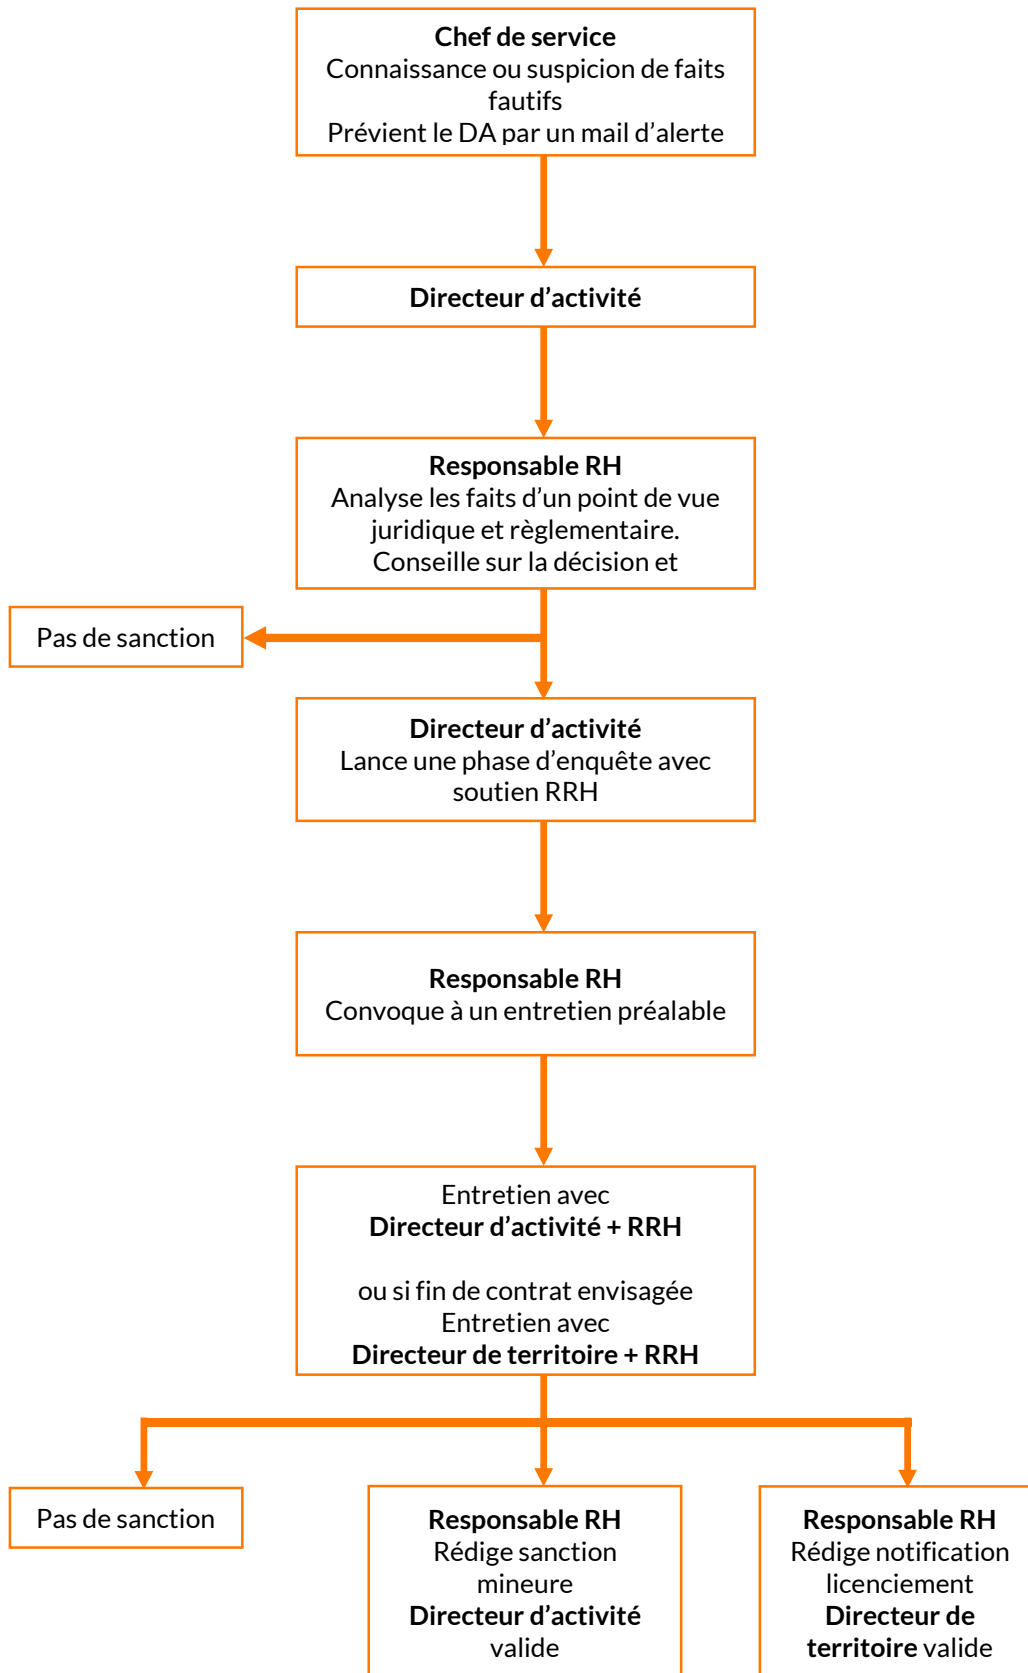 Chef de service
Connaissance ou suspicion de faits
fautifs
Prévient le DA par un mail d’alerte
Directeur d’activité
Responsable RH
Analyse les faits d’un point de vue
juridique et règlementaire.
Conseille sur la décision et
Pas de sanction
Directeur d’activité
Lance une phase d’enquête avec
soutien RRH
Responsable RH
Convoque à un entretien préalable
Entretien avec
Directeur d’activité + RRH
ou si fin de contrat envisagée
Entretien avec
Directeur de territoire + RRH
Pas de sanction
Responsable RH
Rédige sanction
mineure
Directeur d’activité
valide
Responsable RH
Rédige notification
licenciement
Directeur de
territoire valide